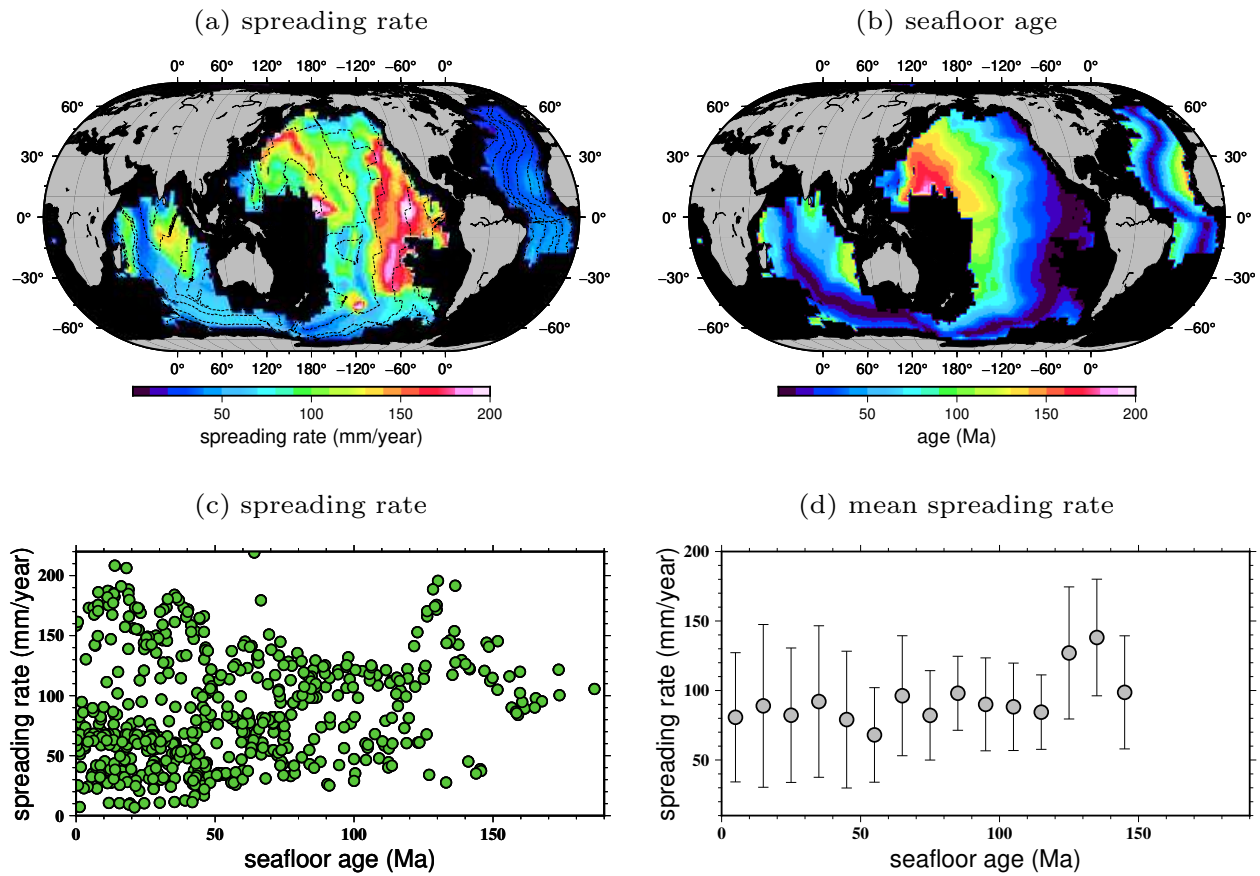 (a) spreading rate
(b) seafloor age
0° 60° 120° 180° −120° −60° 0°
0° 60° 120° 180° −120° −60° 0°
60° 60°
60° 60°
30° 30°
30° 30°
0° 0°
0° 0°
−30° −30°
−30° −30°
−60° −60°
−60° −60°
0° 60° 120° 180° −120° −60° 0°
0° 60° 120° 180° −120° −60° 0°
50 100 150 200
50 100 150 200
spreading rate (mm/year)
age (Ma)
(c) spreading rate
(d) mean spreading rate
200
150
100
50
0
spreading rate (mm/year)
0 50 100 150
seafloor age (Ma)
200
150
100
50
spreading rate (mm/year)
0 50 100 150
seafloor age (Ma)